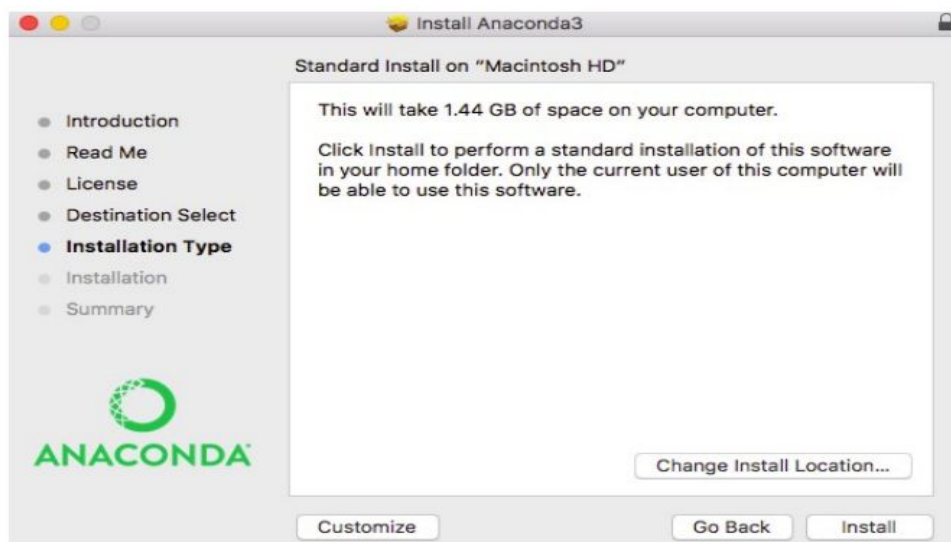 Install Anaconda3
Standard Install on "Macintosh HD"
Introduction
Read Me
License
Destination Select
Installation Type
Installation
Summary
ANACONDA
This will take 1.44 GB of space on your computer.
Click Install to perform a standard installation of this software
in your home folder. Only the current user of this computer will
be able to use this software.
Change Install Location...
Customize
Go Back
Install